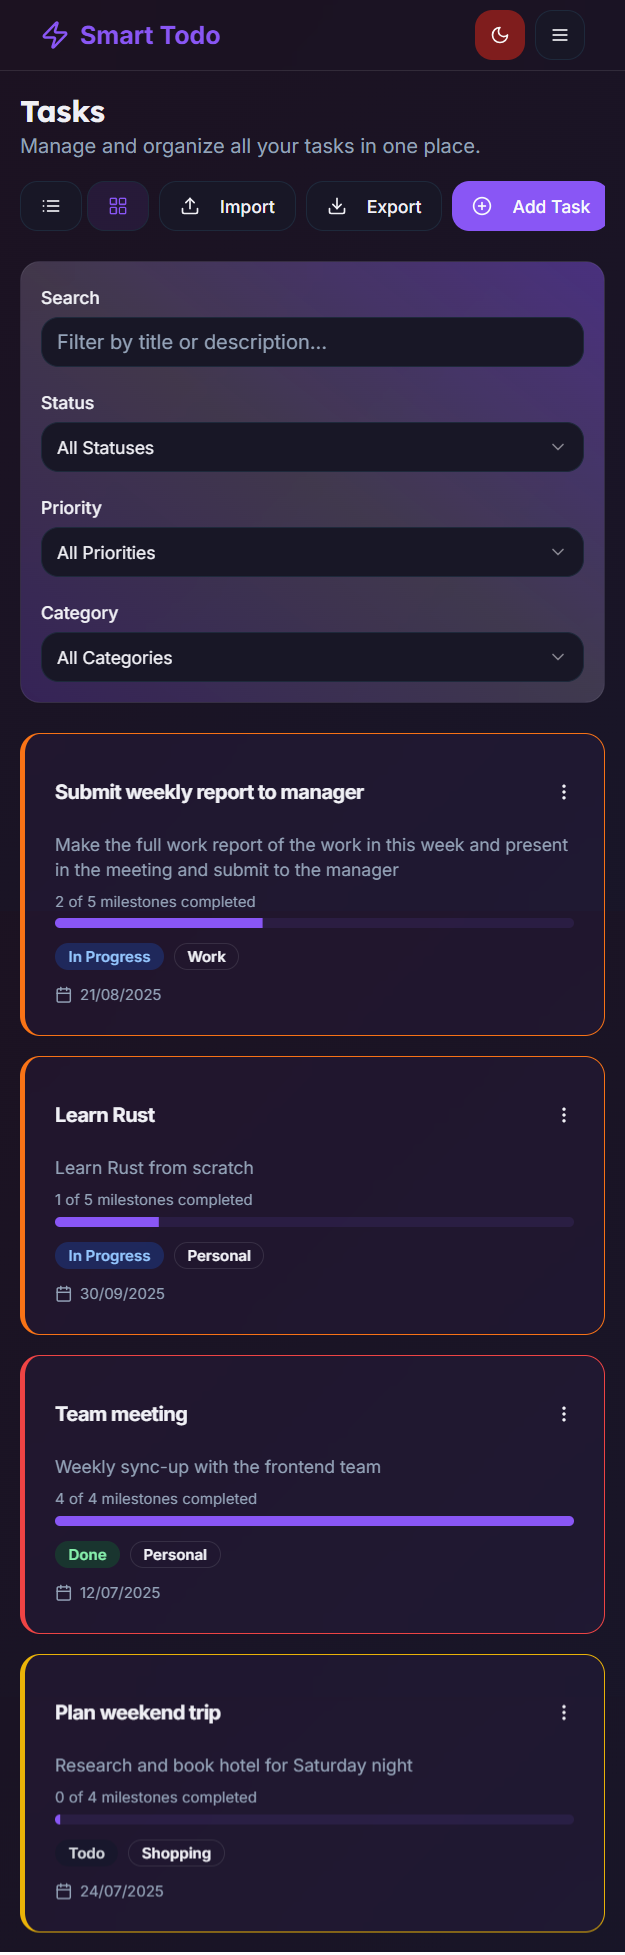 Smart Todo
Tasks
Manage and organize all your tasks in one place.
Import
Export
Add Task
Search
Filter by title or description...
Status
All Statuses
Priority
All Priorities
Category
All Categories
Submit weekly report to manager
Make the full work report of the work in this week and present
in the meeting and submit to the manager
2 of 5 milestones completed
In Progress Work
21/08/2025
Learn Rust
Learn Rust from scratch
1 of 5 milestones completed
In Progress Personal
30/09/2025
Team meeting
Weekly sync-up with the frontend team
4 of 4 milestones completed
Done Personal
12/07/2025
Plan weekend trip
Research and book hotel for Saturday night
0 of 4 milestones completed
Todo Shopping
24/07/2025